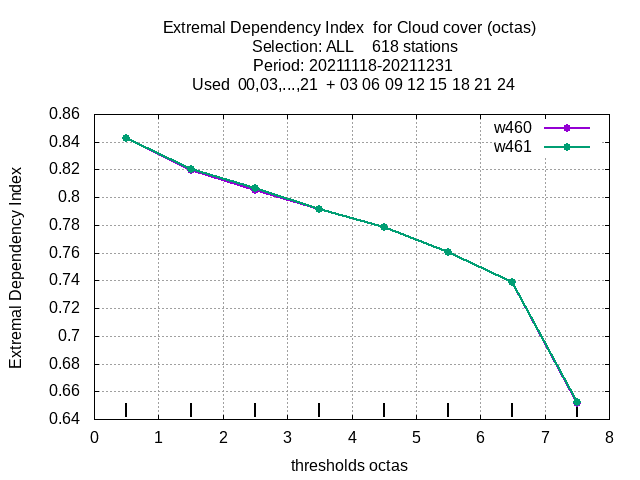 Extremal Dependency Index  for Cloud cover (octas)
Selection: ALL    618 stations
Period: 20211118-20211231
Used  00,03,...,21  + 03 06 09 12 15 18 21 24
w460
w461
Extremal Dependency Index
0.86
0.84
0.82
0.8
0.78
0.76
0.74
0.72
0.7
0.68
0.66
0.64
0 1 2 3 4 5 6 7 8
thresholds octas